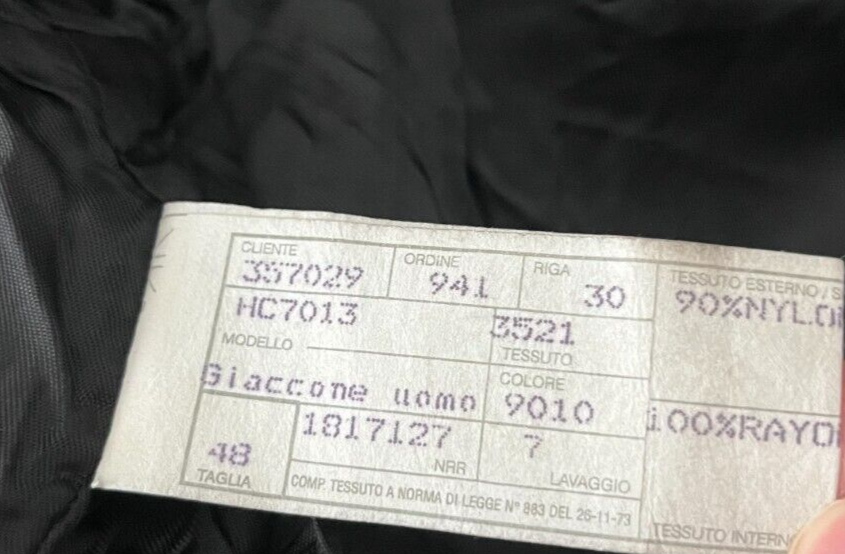 CLIENTE
357029
ORDINE
941
RIGA
30
TESSUTO ESTERNO /
90%NYLO
HC7013
MODELLO
3521
TESSUTO
Giaccone uomo
COLORE
9010
100%RAYO
48
TAGLIA
1817127
NRR
7
LAVAGGIO
COMP. TESSUTO A NORMA DI LEGGE N° 883 DEL 26-11-73
TESSUTO INTERN